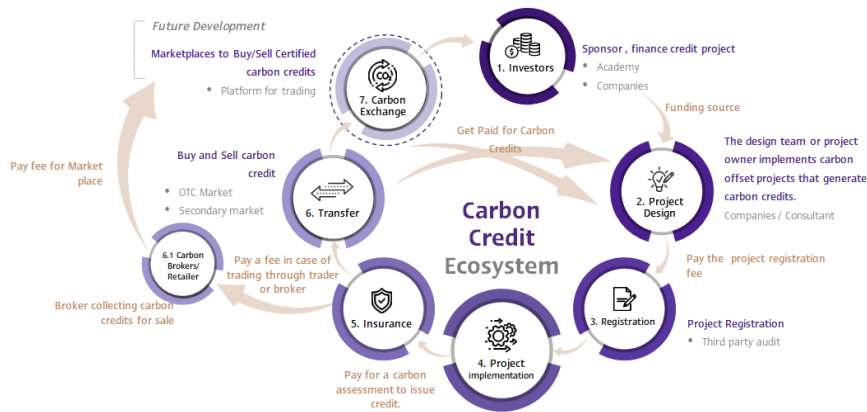 Future Development
Marketplaces to Buy/Sell Certified
carbon credits
• Platform for trading
CO2
7. Carbon
Exchange
$
1. Investors
Sponsor , finance credit project
• Academy
• Companies
Funding source
Get Paid for Carbon
Credits
Pay fee for Market
place
Buy and Sell carbon
credit
• OTC Market
• Secondary market
6. Transfer
2. Project
Design
The design team or project
owner implements carbon
offset projects that generate
carbon credits.
Companies / Consultant
Carbon
Credit
Ecosystem
6.1 Carbon
Brokers/
Retailer
Pay a fee in case of
trading through trader
or broker
Pay the project registration
fee
Broker collecting carbon
credits for sale
5. Insurance
3. Registration
Project Registration
• Third party audit
4. Project
implementation
Pay for a carbon
assessment to issue
credit.